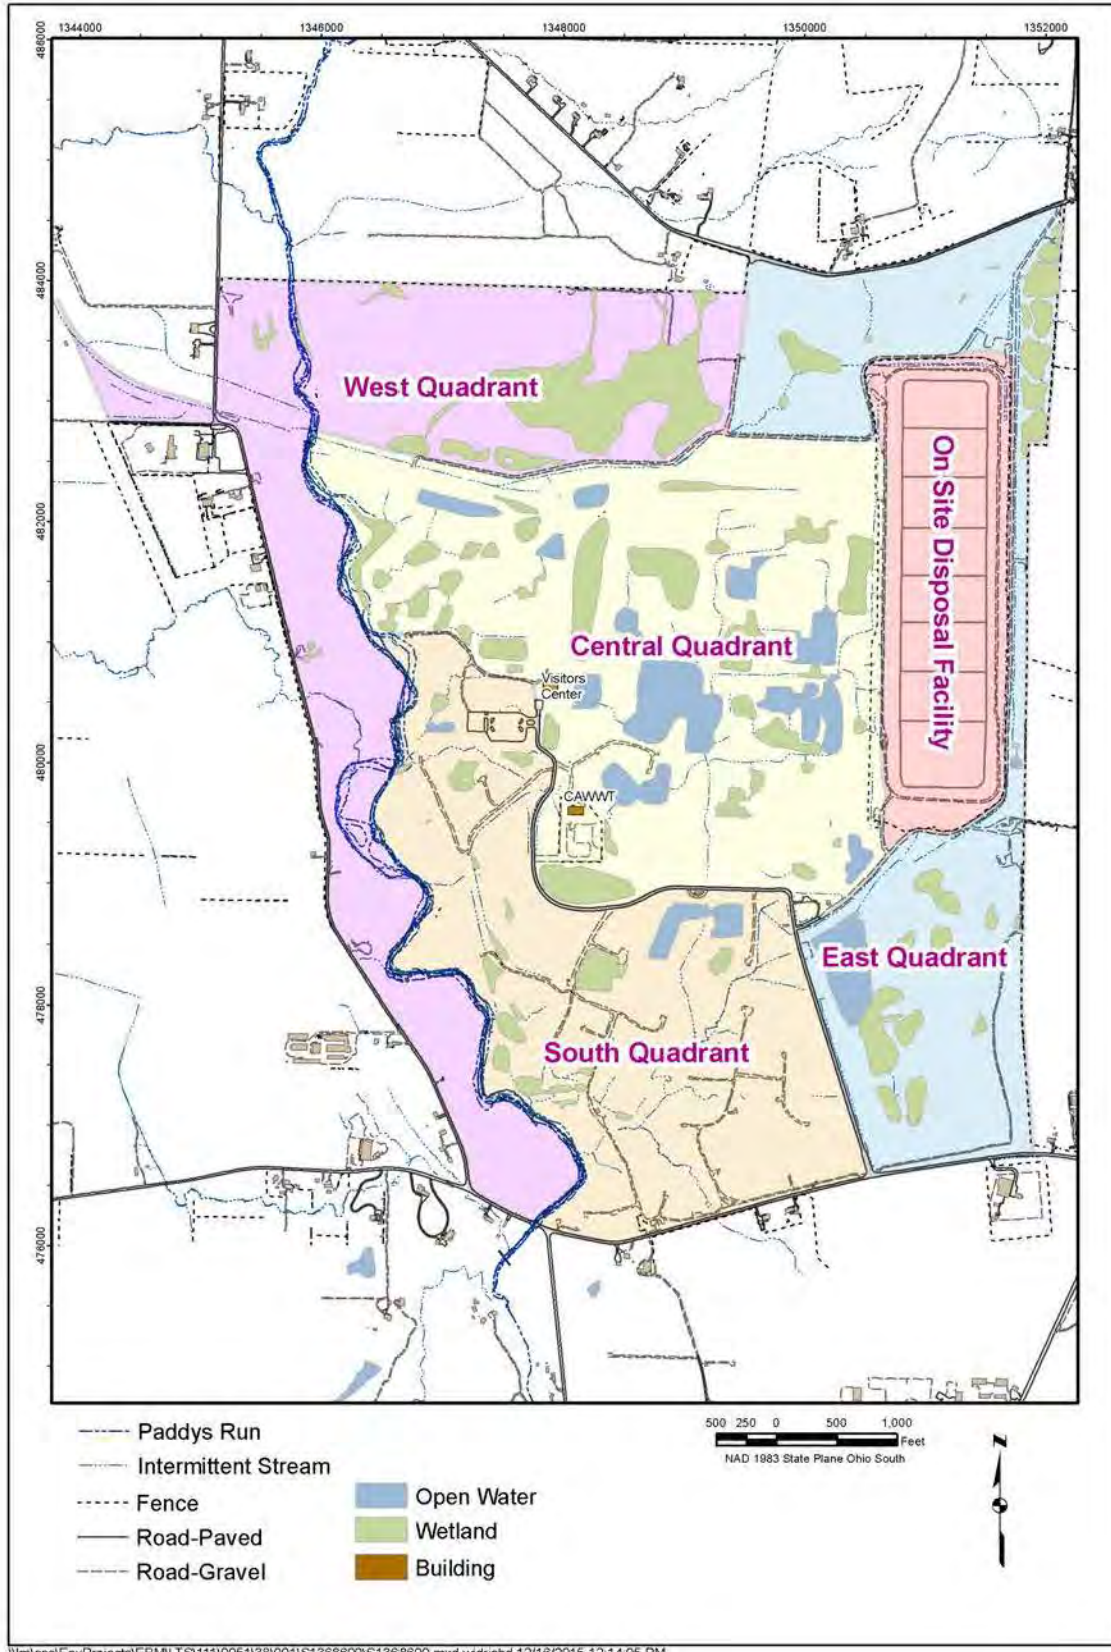 1344000
1346000
1348000
1350000
1352000
486000
484000
482000
480000
478000
476000
West Quadrant
On Site Disposal Facility
Central Quadrant
Visitors
Center
CAWWT
East Quadrant
South Quadrant
Paddys Run
Intermittent Stream
Fence
Road-Paved
Road-Gravel
Open Water
Wetland
Building
500 250 0 500 1,000
Feet
NAD 1983 State Plane Ohio South
N